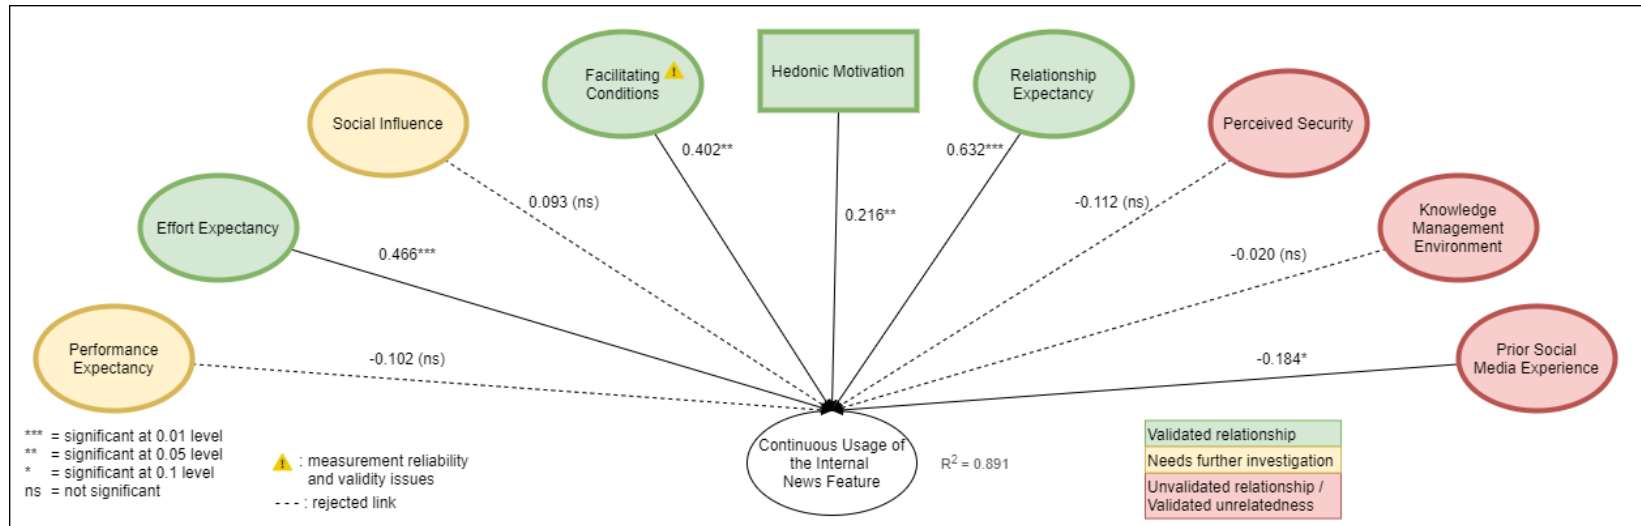 Facilitating
Conditions
Hedonic Motivation
Relationship
Expectancy
Social Influence
Perceived Security
0.402**
0.632***
0.093 (ns)
0.216**
-0.112 (ns)
Effort Expectancy
0.466***
Knowledge
Management
Environment
-0.020 (ns)
Performance
Expectancy
-0.102 (ns)
-0.184*
Prior Social
Media Experience
*** = significant at 0.01 level
** = significant at 0.05 level
* = significant at 0.1 level
ns = not significant
! : measurement reliability
and validity issues
- - - : rejected link
Continuous Usage of
the Internal
News Feature
R² = 0.891
Validated relationship
Needs further investigation
Unvalidated relationship /
Validated unrelatedness